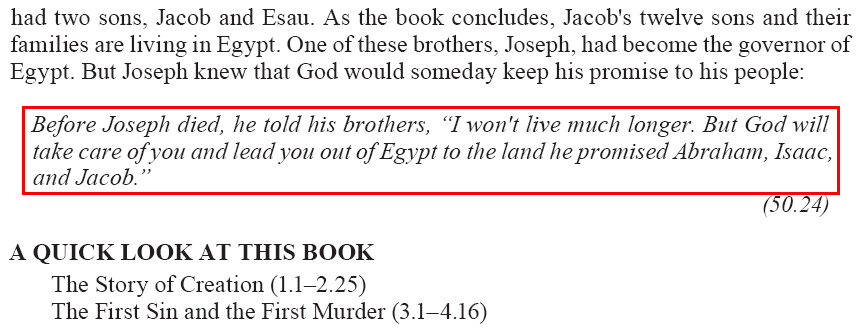 had two sons, Jacob and Esau. As the book concludes, Jacob's twelve sons and their
families are living in Egypt. One of these brothers, Joseph, had become the governor of
Egypt. But Joseph knew that God would someday keep his promise to his people:
Before Joseph died, he told his brothers, “I won't live much longer. But God will
take care of you and lead you out of Egypt to the land he promised Abraham, Isaac,
and Jacob.”
(50.24)
A QUICK LOOK AT THIS BOOK
The Story of Creation (1.1–2.25)
The First Sin and the First Murder (3.1–4.16)